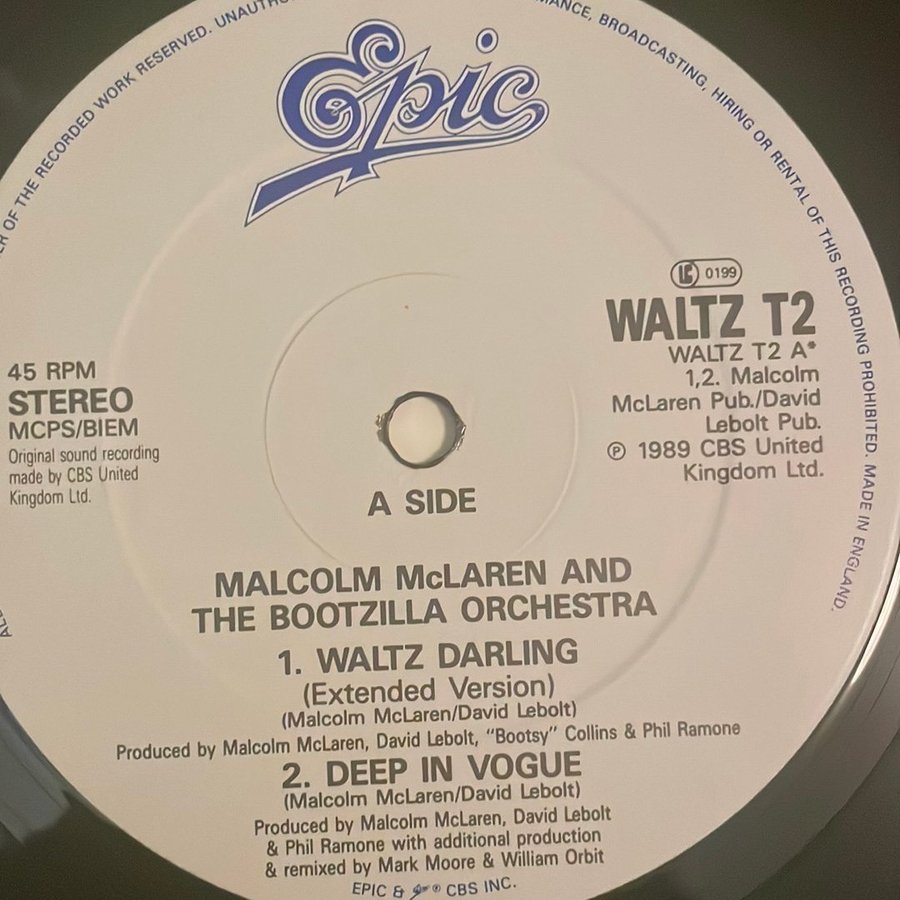 ER OF THE RECORDED WORK RESERVED. UNAUTH
ANCE, BROADCASTING, HIRING OR RENTAL OF THIS RECORDING PROHIBITED. MADE IN ENGLAND.
Epic
LC 0199
WALTZ T2
WALTZ T2 A*
1,2. Malcolm
McLaren Pub./David
Lebolt Pub.
℗ 1989 CBS United
Kingdom Ltd.
45 RPM
STEREO
MCPS/BIEM
Original sound recording
made by CBS United
Kingdom Ltd.
A SIDE
MALCOLM McLAREN AND
THE BOOTZILLA ORCHESTRA
1. WALTZ DARLING
(Extended Version)
(Malcolm McLaren/David Lebolt)
Produced by Malcolm McLaren, David Lebolt, "Bootsy" Collins & Phil Ramone
2. DEEP IN VOGUE
(Malcolm McLaren/David Lebolt)
Produced by Malcolm McLaren, David Lebolt
& Phil Ramone with additional production
& remixed by Mark Moore & William Orbit
EPIC & ® CBS INC.